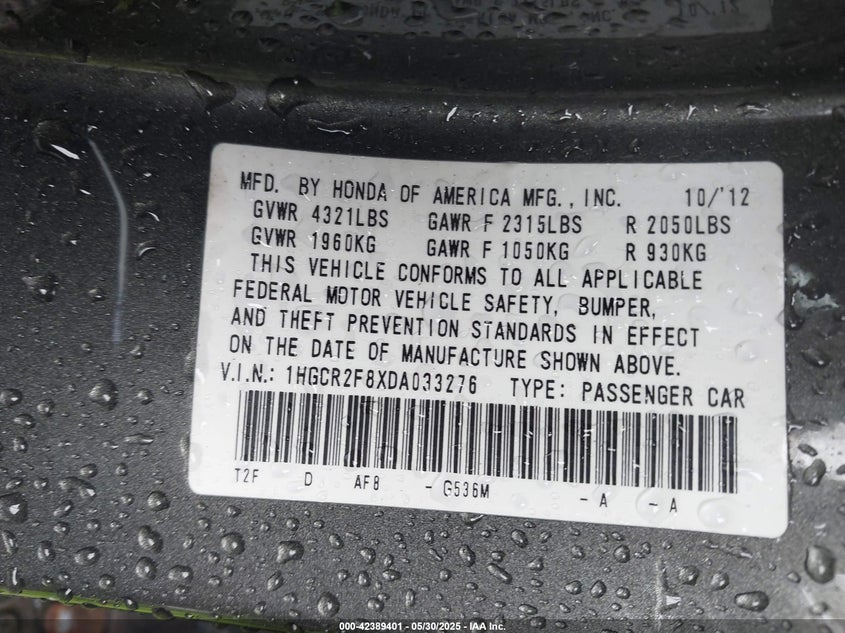 MFD. BY HONDA OF AMERICA MFG., INC. 10/'12
GVWR 4321LBS GAWR F 2315LBS R 2050LBS
GVWR 1960KG GAWR F 1050KG R 930KG
THIS VEHICLE CONFORMS TO ALL APPLICABLE
FEDERAL MOTOR VEHICLE SAFETY, BUMPER,
AND THEFT PREVENTION STANDARDS IN EFFECT
ON THE DATE OF MANUFACTURE SHOWN ABOVE.
V.I.N.: 1HGCR2F8XDA033276 TYPE: PASSENGER CAR
T2F D AF8 - G536M - A - A
000-42389401 - 05/30/2025 - IAA Inc.